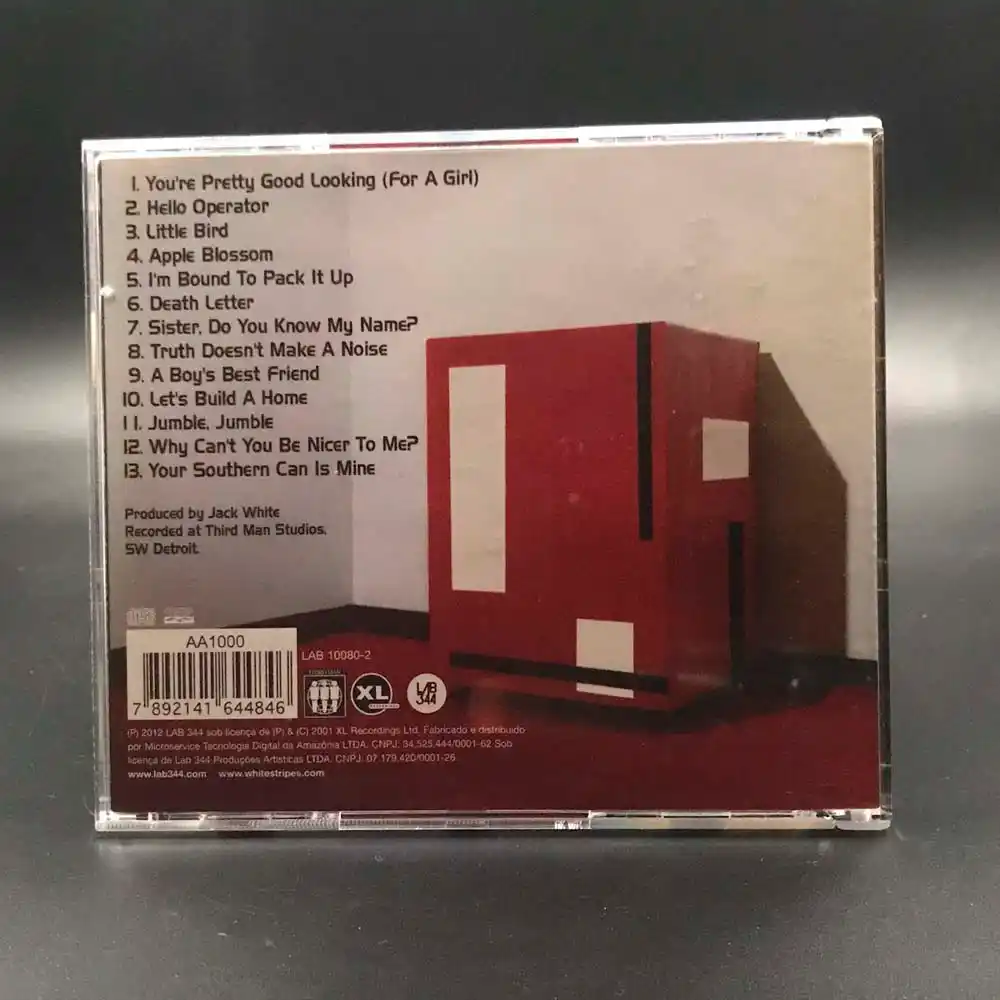 1. You're Pretty Good Looking (For A Girl)
2. Hello Operator
3. Little Bird
4. Apple Blossom
5. I'm Bound To Pack It Up
6. Death Letter
7. Sister, Do You Know My Name?
8. Truth Doesn't Make A Noise
9. A Boy's Best Friend
10. Let's Build A Home
11. Jumble, Jumble
12. Why Can't You Be Nicer To Me?
13. Your Southern Can Is Mine
Produced by Jack White
Recorded at Third Man Studios.
SW Detroit.
AA1000
LAB 10080-2
7 892141 644846
XL
LAB 344
(P) 2012 LAB 344 sob licença de (P) & (C) 2001 XL Recordings Ltd. Fabricado e distribuido
por Microservice Tecnologia Digital da Amazônia LTDA. CNPJ: 34.525.444/0001-62 Sob
licença de Lab 344 Produções Artísticas LTDA. CNPJ. 07.179.420/0001-26
www.lab344.com www.whitestripes.com